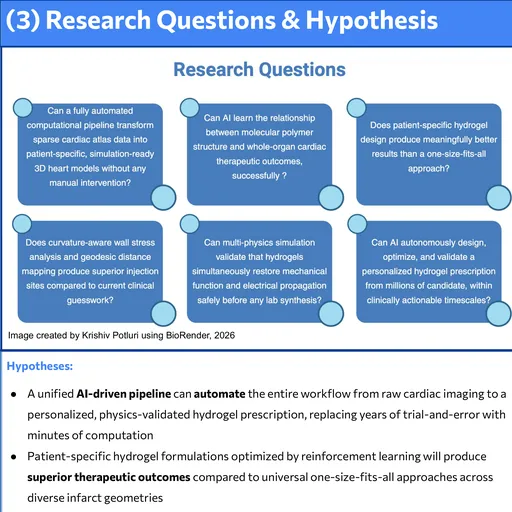 (3) Research Questions & Hypothesis
Research Questions
Can a fully automated
computational pipeline transform
sparse cardiac atlas data into
patient-specific, simulation-ready
3D heart models without any
manual intervention?
Can AI learn the relationship
between molecular polymer
structure and whole-organ cardiac
therapeutic outcomes,
successfully ?
Does patient-specific hydrogel
design produce meaningfully better
results than a one-size-fits-all
approach?
Does curvature-aware wall stress
analysis and geodesic distance
mapping produce superior injection
sites compared to current clinical
guesswork?
Can multi-physics simulation
validate that hydrogels
simultaneously restore mechanical
function and electrical propagation
safely before any lab synthesis?
Can AI autonomously design,
optimize, and validate a
personalized hydrogel prescription
from millions of candidate, within
clinically actionable timescales?
Image created by Krishiv Potluri using BioRender, 2026
Hypotheses:
● A unified AI-driven pipeline can automate the entire workflow from raw cardiac imaging to a
personalized, physics-validated hydrogel prescription, replacing years of trial-and-error with
minutes of computation
● Patient-specific hydrogel formulations optimized by reinforcement learning will produce
superior therapeutic outcomes compared to universal one-size-fits-all approaches across
diverse infarct geometries